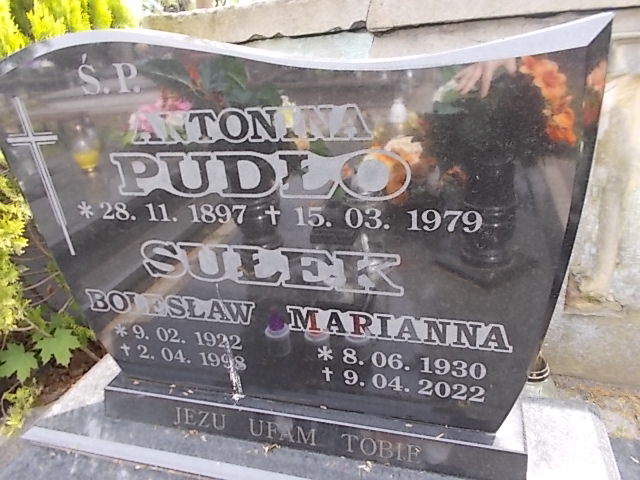 Ś.P.
ANTONINA
PUDŁO
* 28. 11. 1897 † 15. 03. 1979
SUŁEK
BOLESŁAW MARIANNA
* 9. 02. 1922 * 8. 06. 1930
† 2. 04. 1998 † 9. 04. 2022
JEZU UFAM TOBIE